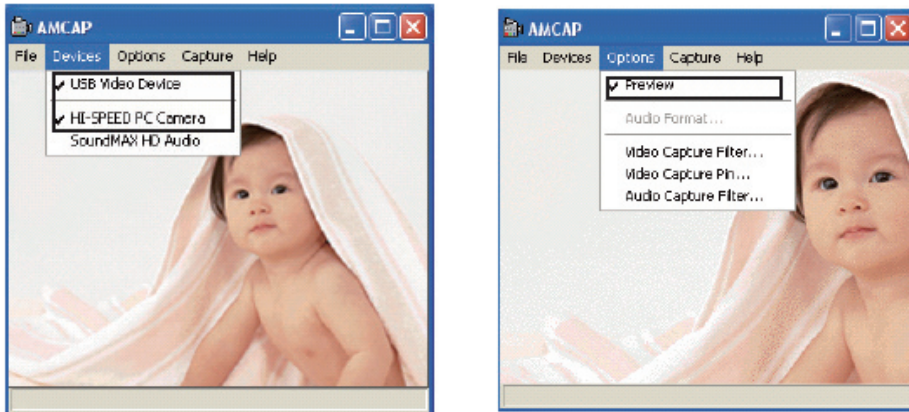 AMCAP
File Devices Options Capture Help
USB Video Device
HI-SPEED PC Camera
SoundMAX HD Audio
AMCAP
File Devices Options Capture Help
Preview
Audio Format...
Video Capture Filter...
Video Capture Pin...
Audio Capture Filter...